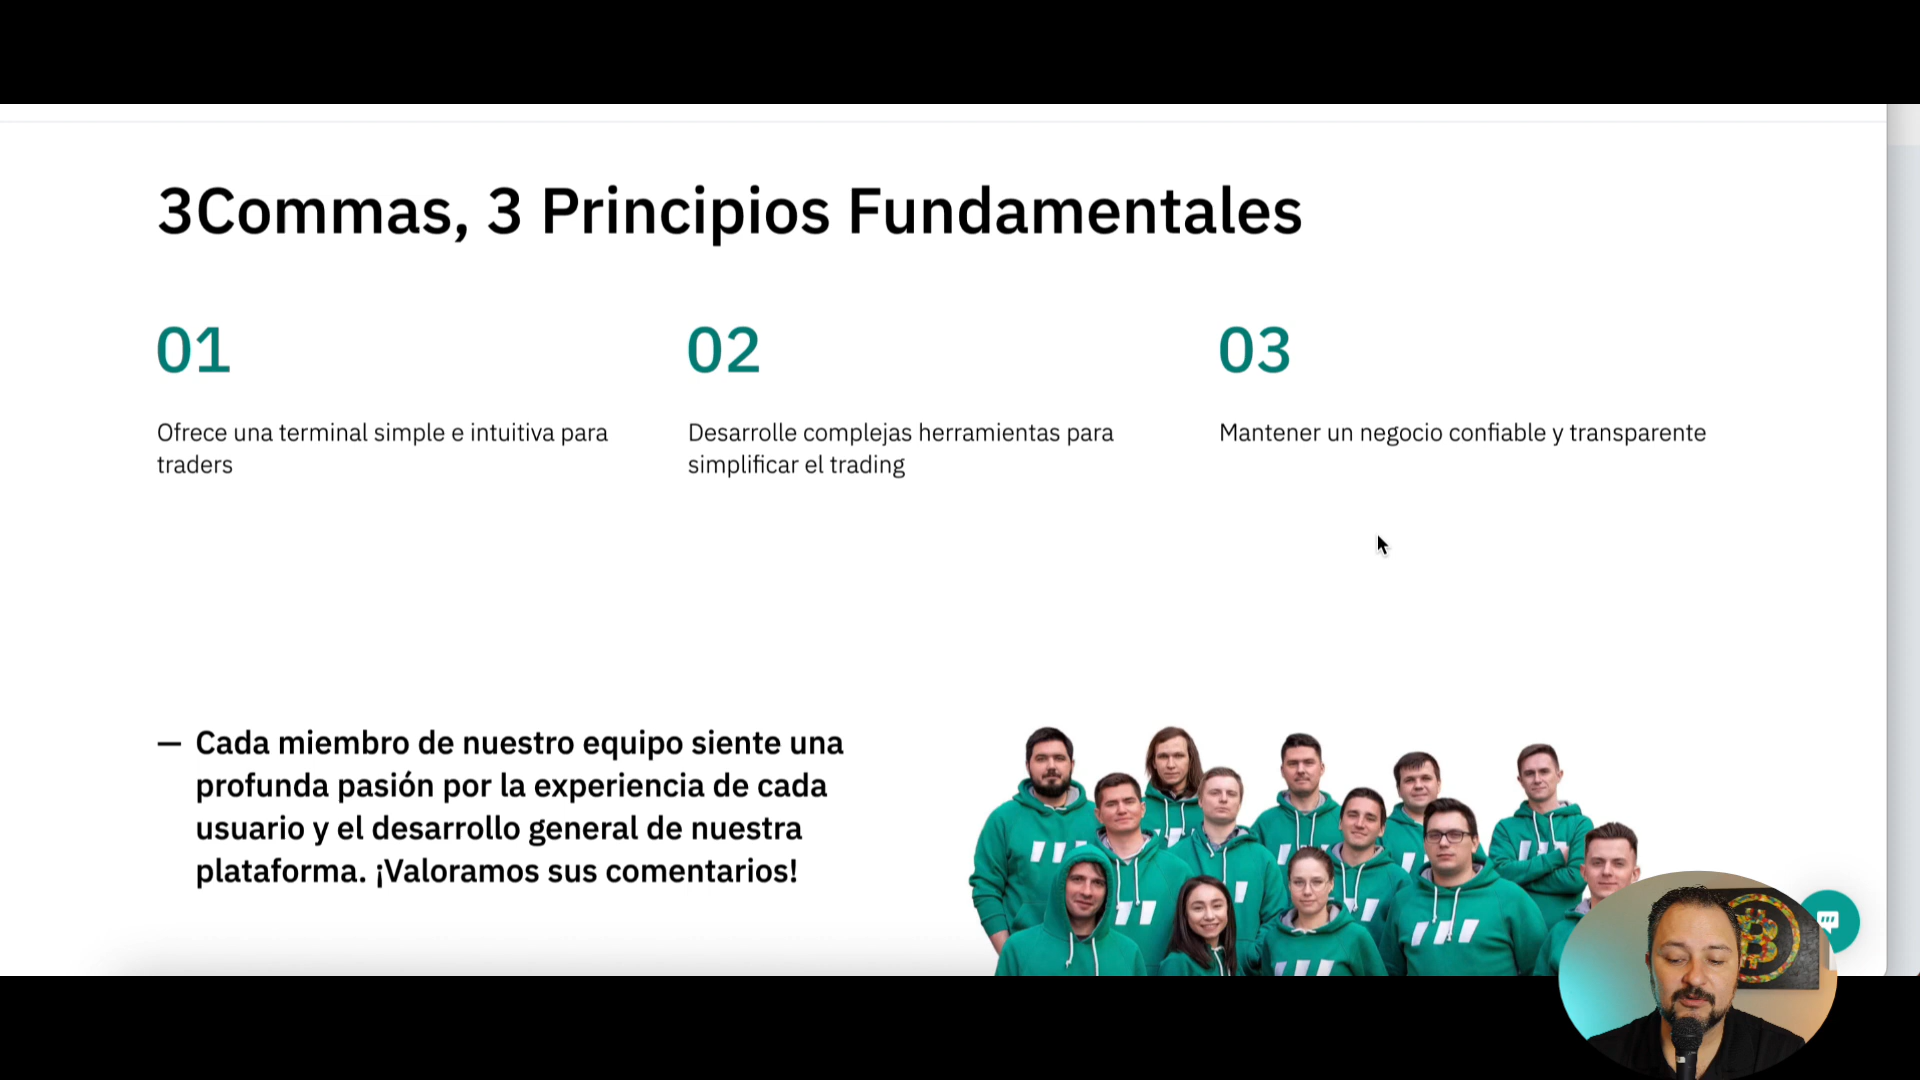 3Commas, 3 Principios Fundamentales
01
Ofrece una terminal simple e intuitiva para
traders
02
Desarrolle complejas herramientas para
simplificar el trading
03
Mantener un negocio confiable y transparente
— Cada miembro de nuestro equipo siente una
profunda pasión por la experiencia de cada
usuario y el desarrollo general de nuestra
plataforma. ¡Valoramos sus comentarios!